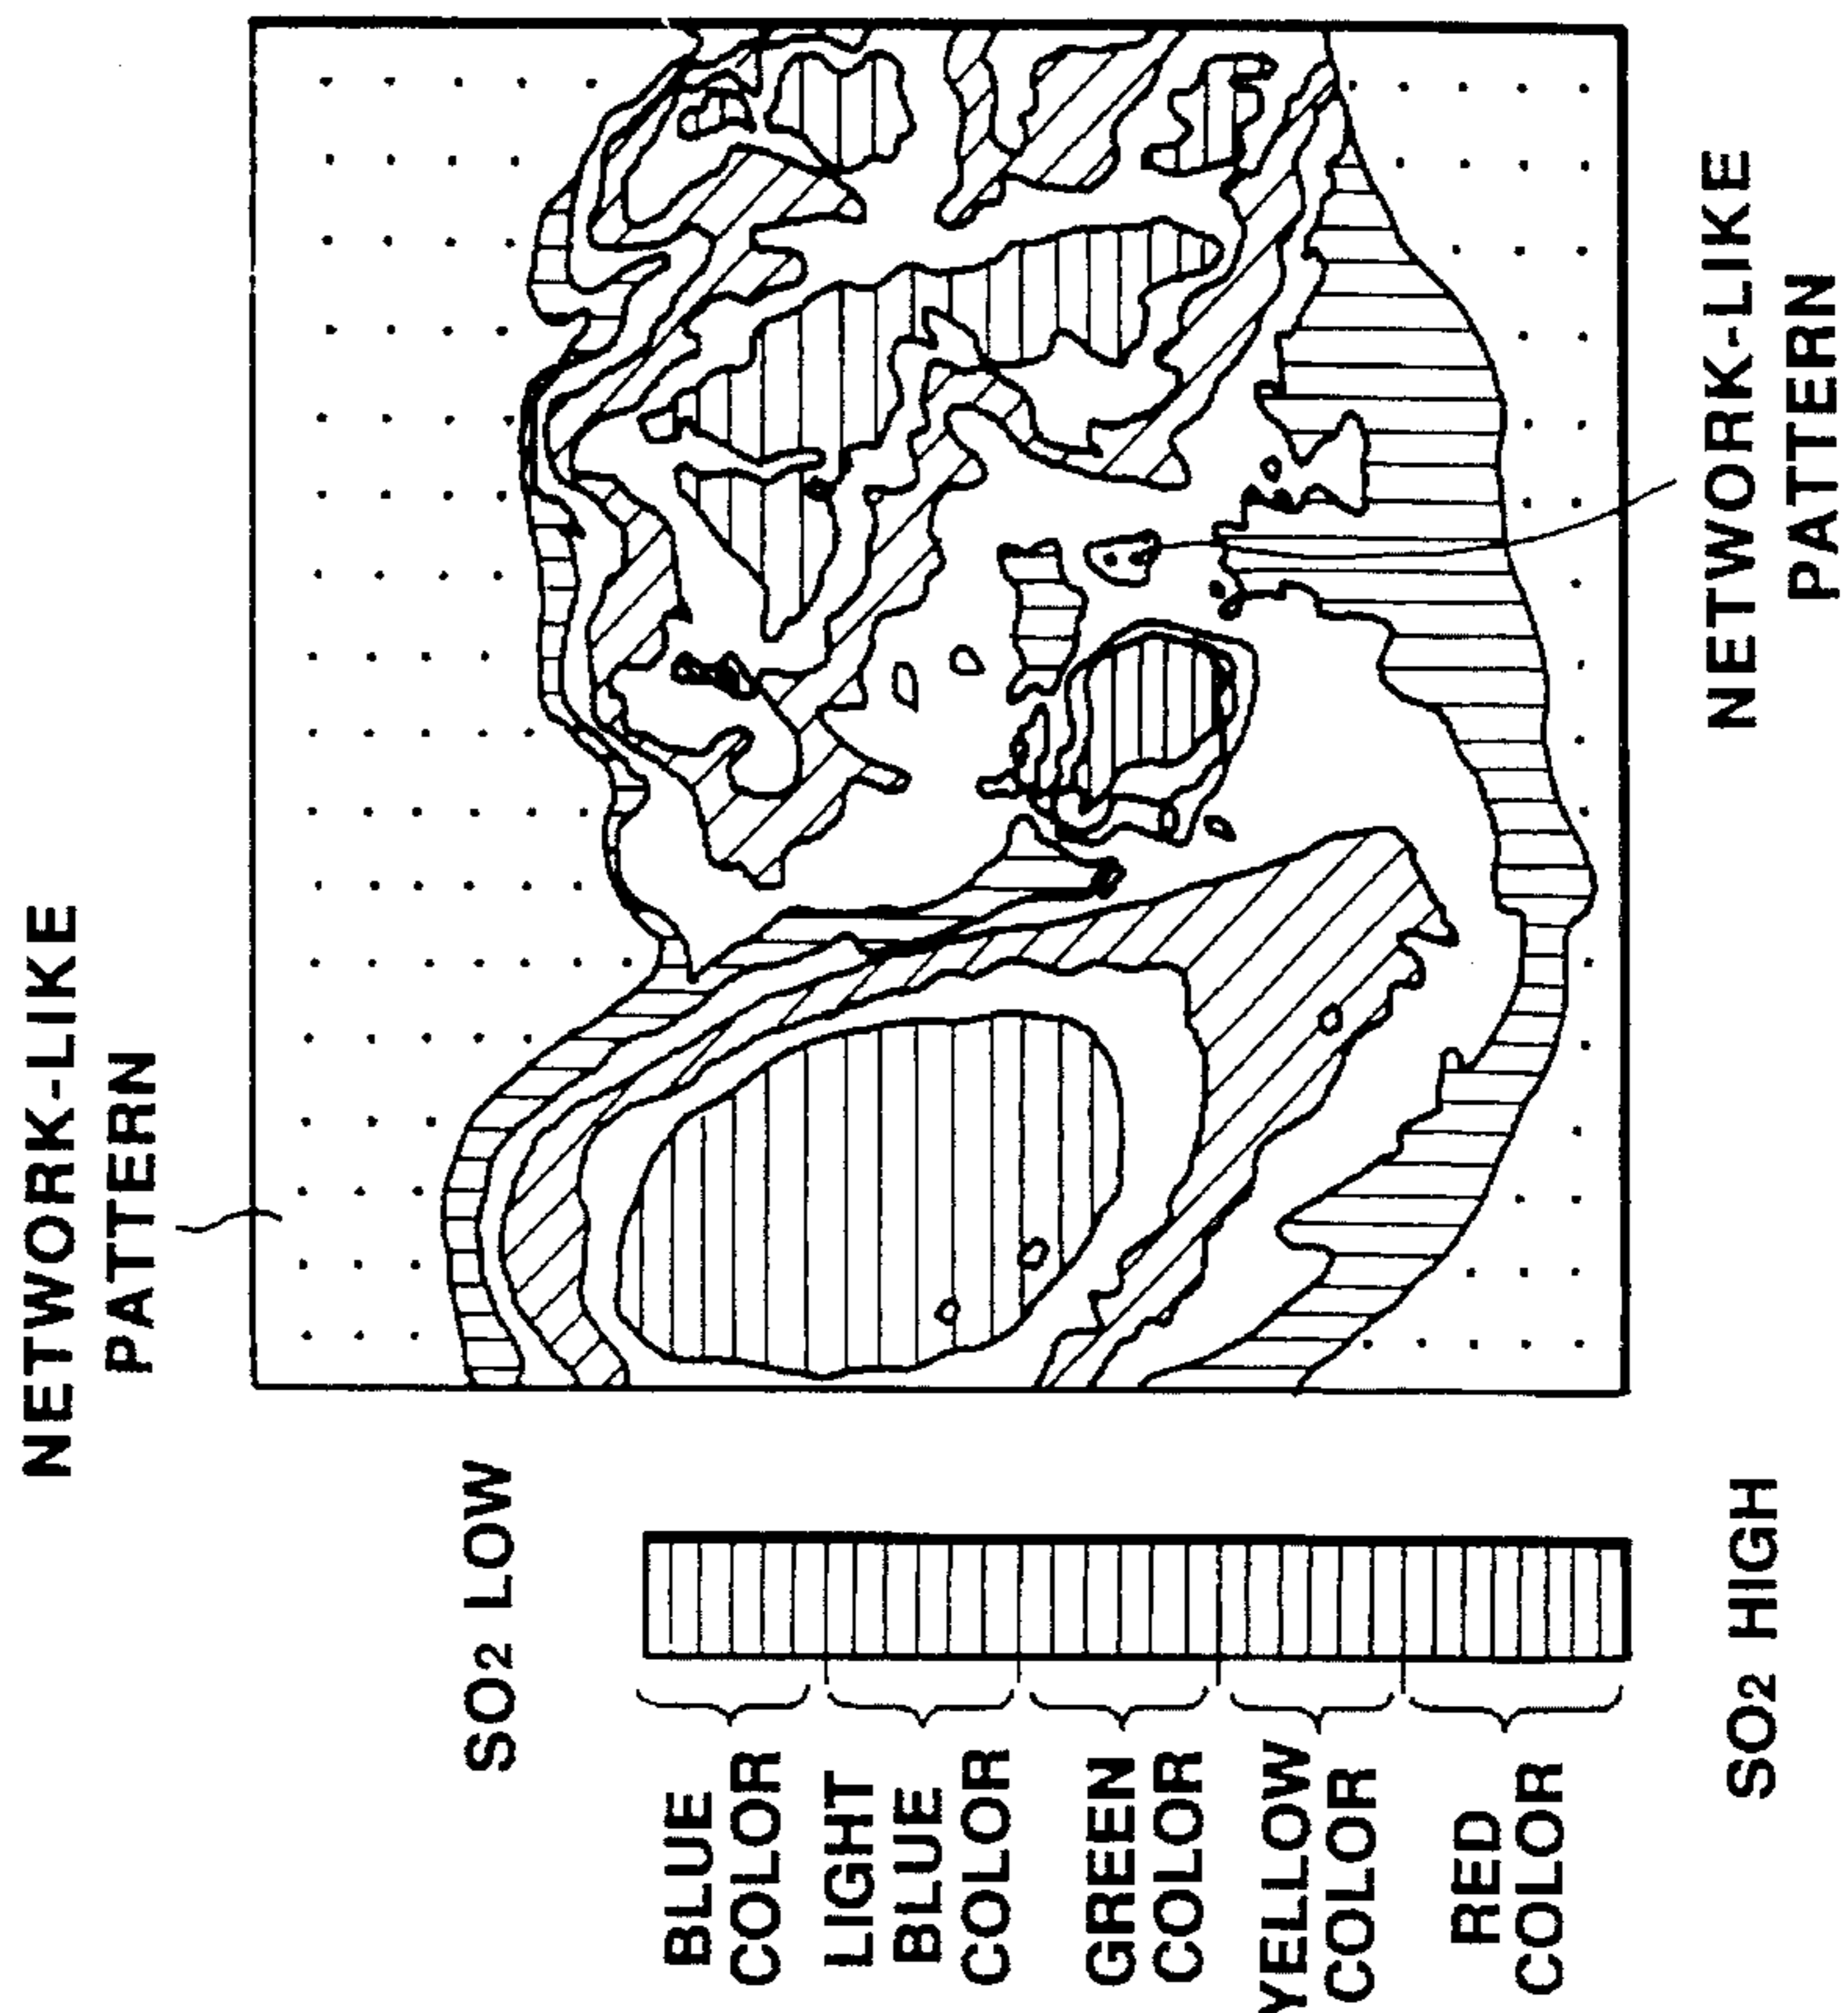 NETWORK-LIKE
PATTERN
NETWORK-LIKE
PATTERN
SO2 LOW
SO2 HIGH
BLUE
COLOR
LIGHT
BLUE
COLOR
GREEN
COLOR
YELLOW
COLOR
RED
COLOR